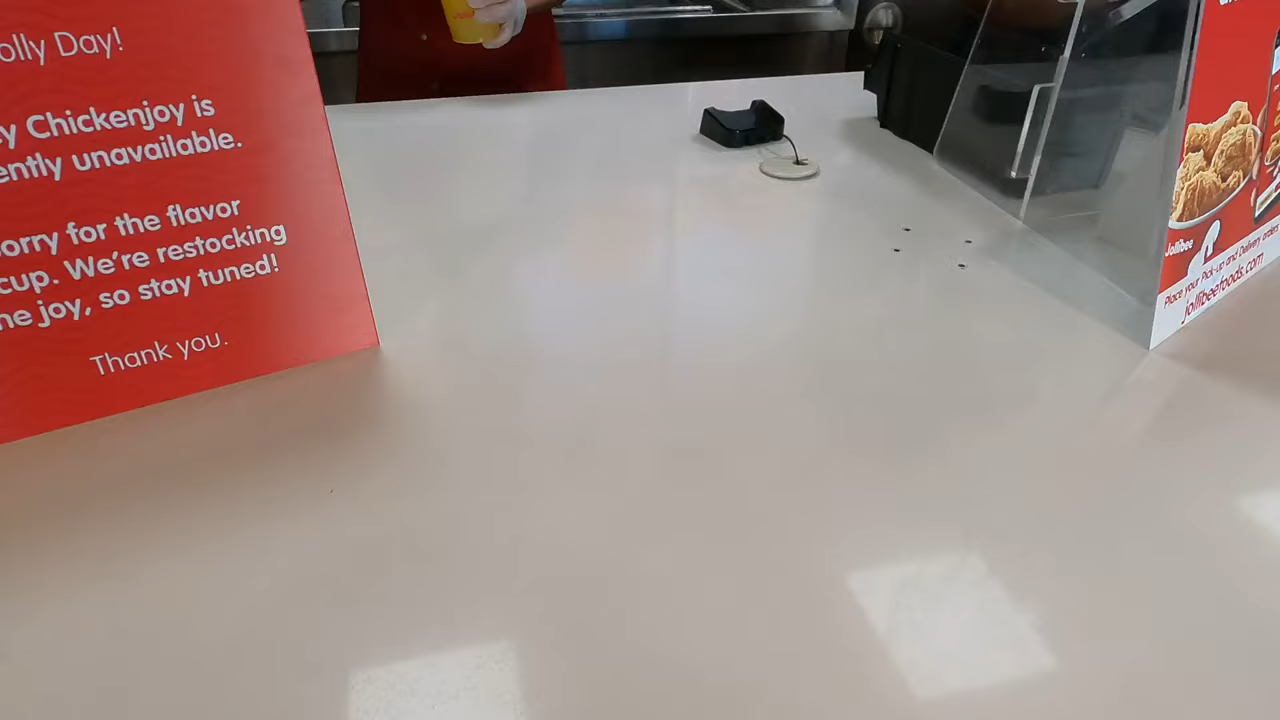 olly Day!
y Chickenjoy is
ently unavailable.
orry for the flavor
cup. We're restocking
he joy, so stay tuned!
Thank you.
Jollibee
Place your Pick-up and Delivery orders
jollibeefoods.com